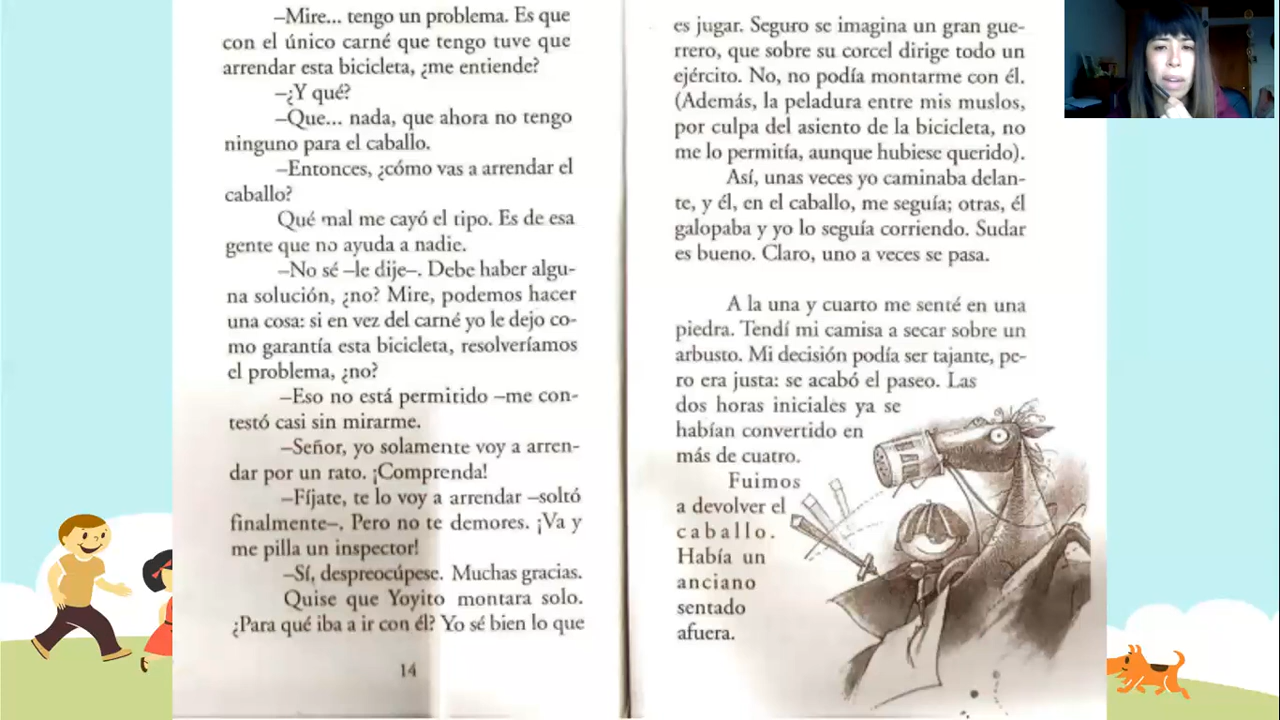 –Mire... tengo un problema. Es que
con el único carné que tengo tuve que
arrendar esta bicicleta, ¿me entiende?
–¿Y qué?
–Que... nada, que ahora no tengo
ninguno para el caballo.
–Entonces, ¿cómo vas a arrendar el
caballo?
Qué mal me cayó el tipo. Es de esa
gente que no ayuda a nadie.
–No sé –le dije–. Debe haber algu-
na solución, ¿no? Mire, podemos hacer
una cosa: si en vez del carné yo le dejo co-
mo garantía esta bicicleta, resolveríamos
el problema, ¿no?
–Eso no está permitido –me con-
testó casi sin mirarme.
–Señor, yo solamente voy a arren-
dar por un rato. ¡Comprenda!
–Fíjate, te lo voy a arrendar –soltó
finalmente–. Pero no te demores. ¡Va y
me pilla un inspector!
–Sí, despreocúpese. Muchas gracias.
Quise que Yoyito montara solo.
¿Para qué iba a ir con él? Yo sé bien lo que
14
es jugar. Seguro se imagina un gran gue-
rrero, que sobre su corcel dirige todo un
ejército. No, no podía montarme con él.
(Además, la peladura entre mis muslos,
por culpa del asiento de la bicicleta, no
me lo permitía, aunque hubiese querido).
Así, unas veces yo caminaba delan-
te, y él, en el caballo, me seguía; otras, él
galopaba y yo lo seguía corriendo. Sudar
es bueno. Claro, uno a veces se pasa.
A la una y cuarto me senté en una
piedra. Tendí mi camisa a secar sobre un
arbusto. Mi decisión podía ser tajante, pe-
ro era justa: se acabó el paseo. Las
dos horas iniciales ya se
habían convertido en
más de cuatro.
Fuimos
a devolver el
caballo.
Había un
anciano
sentado
afuera.